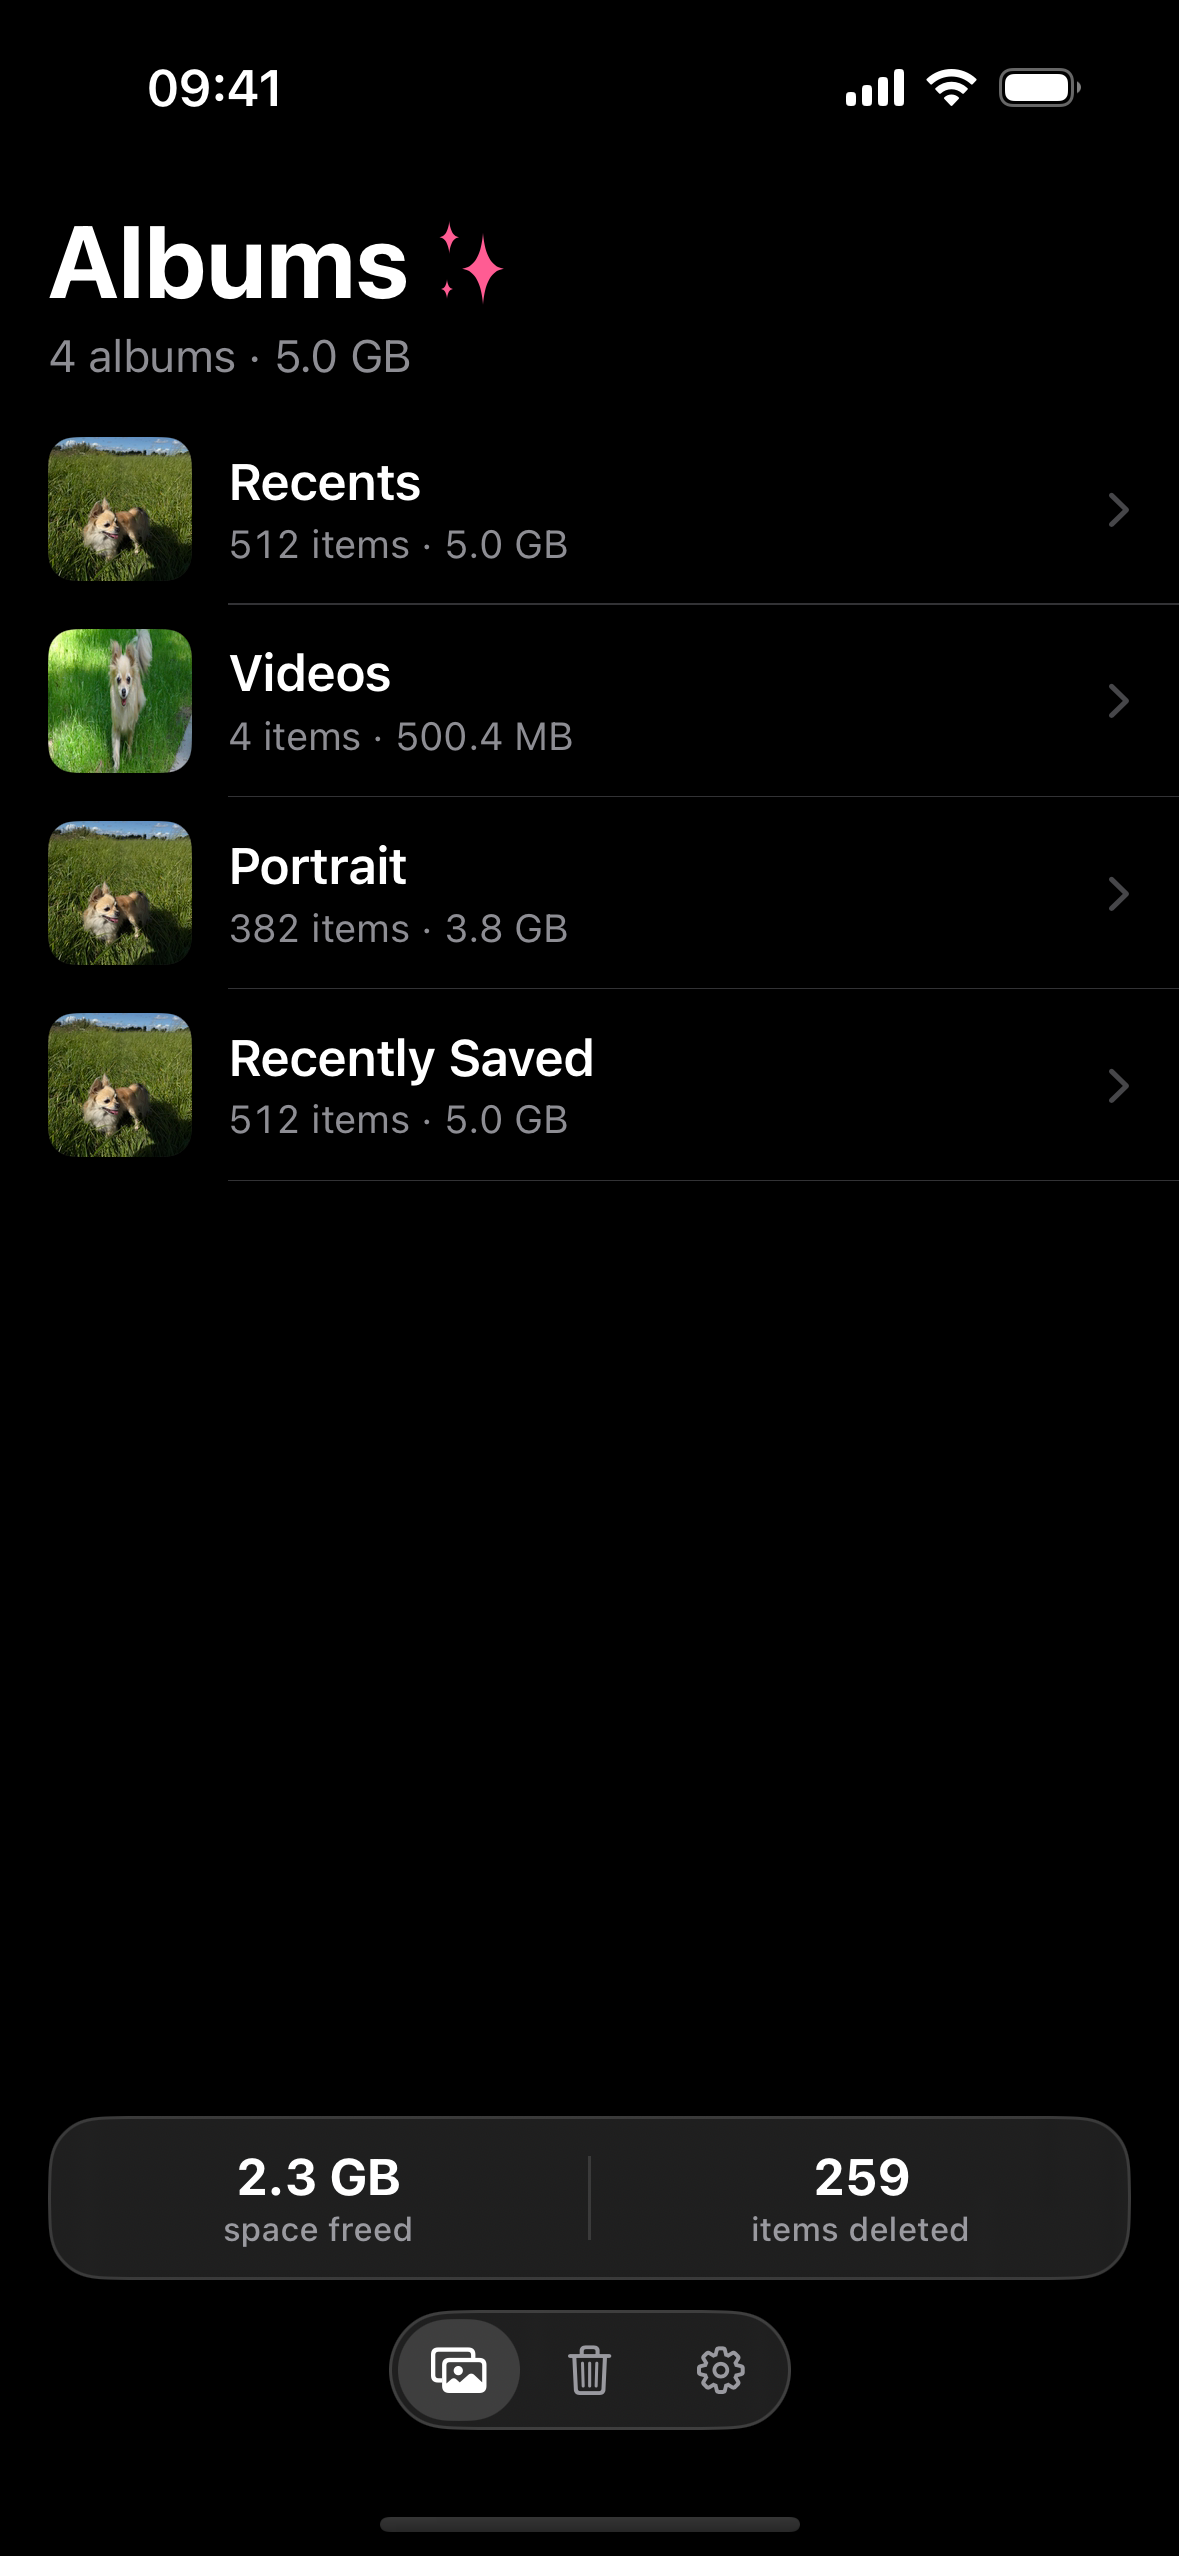 09:41
Albums
4 albums · 5.0 GB
Recents
512 items · 5.0 GB
Videos
4 items · 500.4 MB
Portrait
382 items · 3.8 GB
Recently Saved
512 items · 5.0 GB
2.3 GB
space freed
259
items deleted